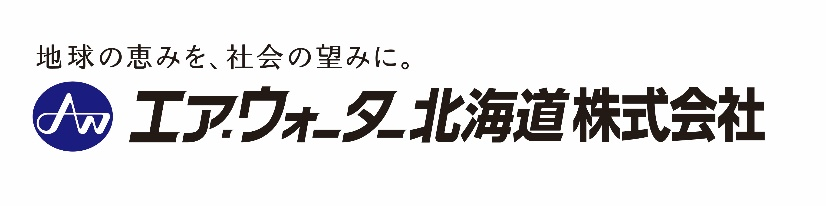 地球の恵みを、社会の望みに。
AW エア・ウォーター北海道株式会社